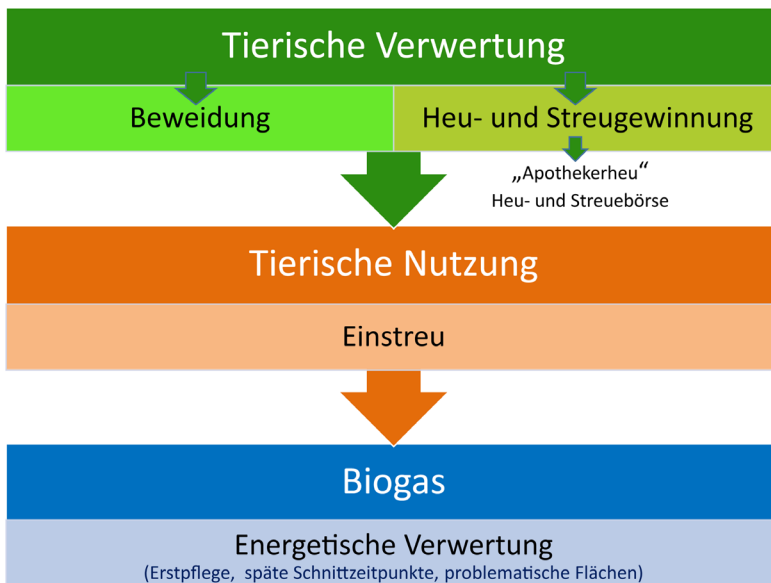 Tierische Verwertung
Beweidung
Heu- und Streugewinnung
„Apothekerheu“
Heu- und Streuebörse
Tierische Nutzung
Einstreu
Biogas
Energetische Verwertung
(Erstpflege, späte Schnittzeitpunkte, problematische Flächen)